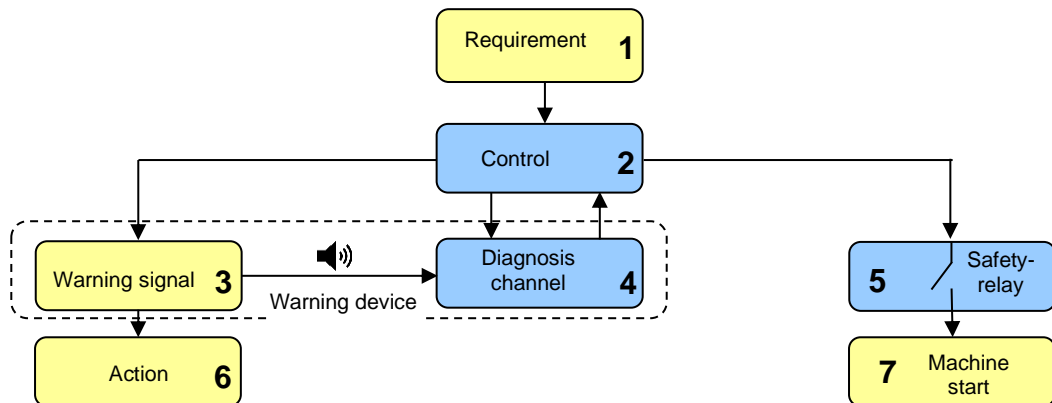 Requirement 1
Control 2
Warning signal 3
Warning device
Diagnosis
channel 4
5 Safety-
relay
Action 6
7 Machine
start